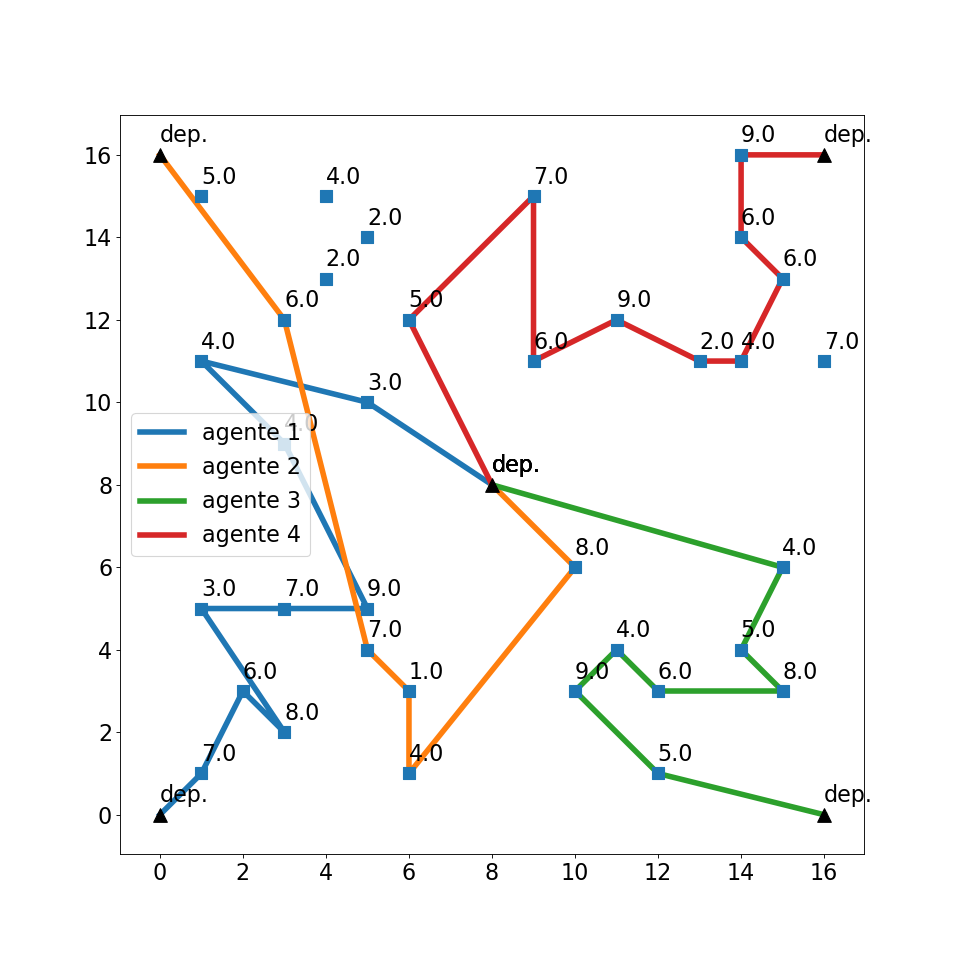 9.0
dep. dep.
16
5.0 4.0 7.0
2.0 6.0
14
2.0 6.0
6.0 5.0 9.0
12
4.0 6.0 2.0 4.0 7.0
3.0
10
4.0
agente 1
agente 2
agente 3
agente 4
dep.
8
8.0 4.0
6
3.0 7.0 9.0
7.0 4.0 5.0
4
6.0 1.0 9.0 6.0 8.0
8.0
2
7.0 4.0 5.0
dep. dep.
0
0 2 4 6 8 10 12 14 16